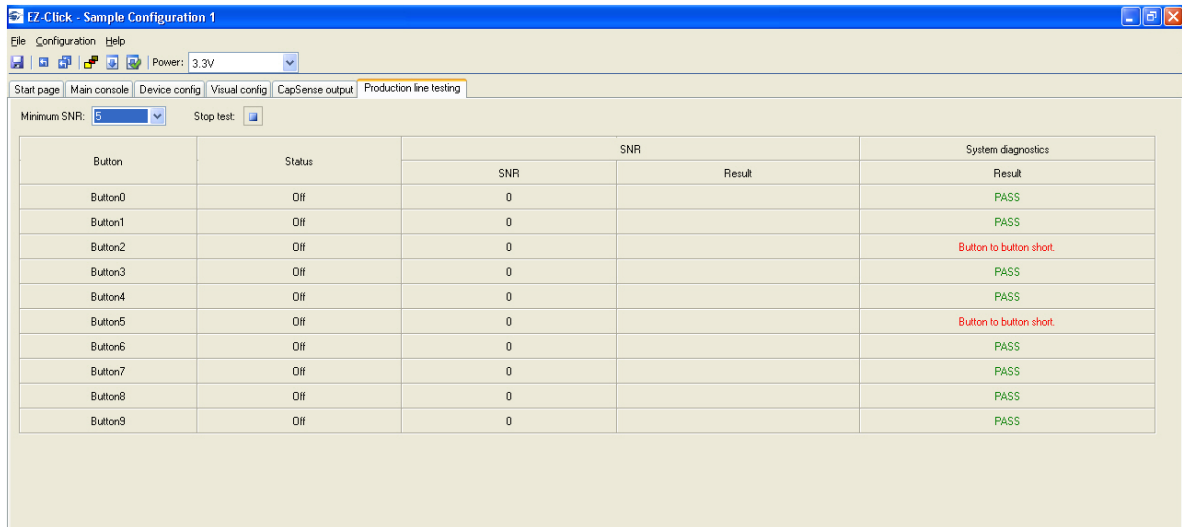 EZ-Click - Sample Configuration 1
File Configuration Help
Power: 3.3V
Start page Main console Device config Visual config CapSense output Production line testing
Minimum SNR: 5 Stop test:
Button Status SNR System diagnostics
SNR Result Result
Button0 Off 0 PASS
Button1 Off 0 PASS
Button2 Off 0 Button to button short.
Button3 Off 0 PASS
Button4 Off 0 PASS
Button5 Off 0 Button to button short.
Button6 Off 0 PASS
Button7 Off 0 PASS
Button8 Off 0 PASS
Button9 Off 0 PASS